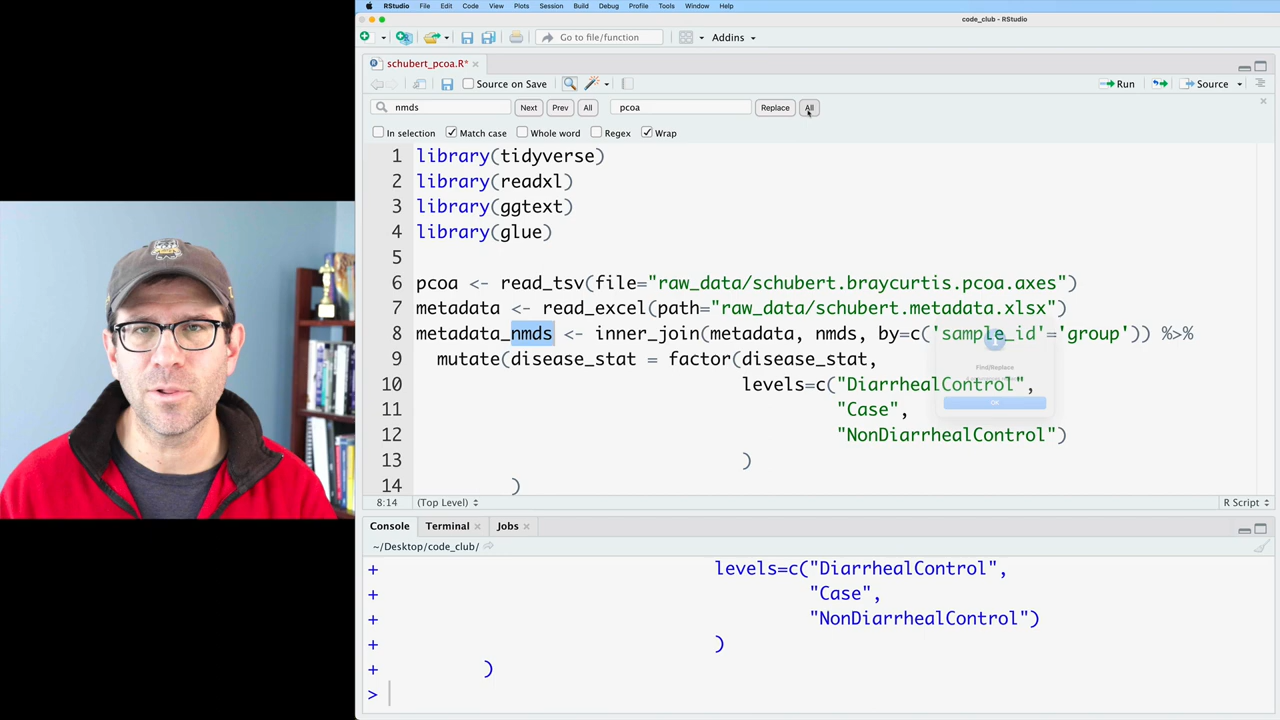 RStudio File Edit Code View Plots Session Build Debug Profile Tools Window Help
code_club - RStudio
Go to file/function Addins
schubert_pcoa.R*
Source on Save Run Source
nmds Next Prev All pcoa Replace All
In selection Match case Whole word Regex Wrap
1 library(tidyverse)
2 library(readxl)
3 library(ggtext)
4 library(glue)
5
6 pcoa <- read_tsv(file="raw_data/schubert.braycurtis.pcoa.axes")
7 metadata <- read_excel(path="raw_data/schubert.metadata.xlsx")
8 metadata_nmds <- inner_join(metadata, nmds, by=c('sample_id'='group')) %>%
9 mutate(disease_stat = factor(disease_stat,
10 levels=c("DiarrhealControl",
11 "Case",
12 "NonDiarrhealControl")
13 )
14 )
Find/Replace
OK
8:14 (Top Level) R Script
Console Terminal Jobs
~/Desktop/code_club/
+ levels=c("DiarrhealControl",
+ "Case",
+ "NonDiarrhealControl")
+ )
+ )
>